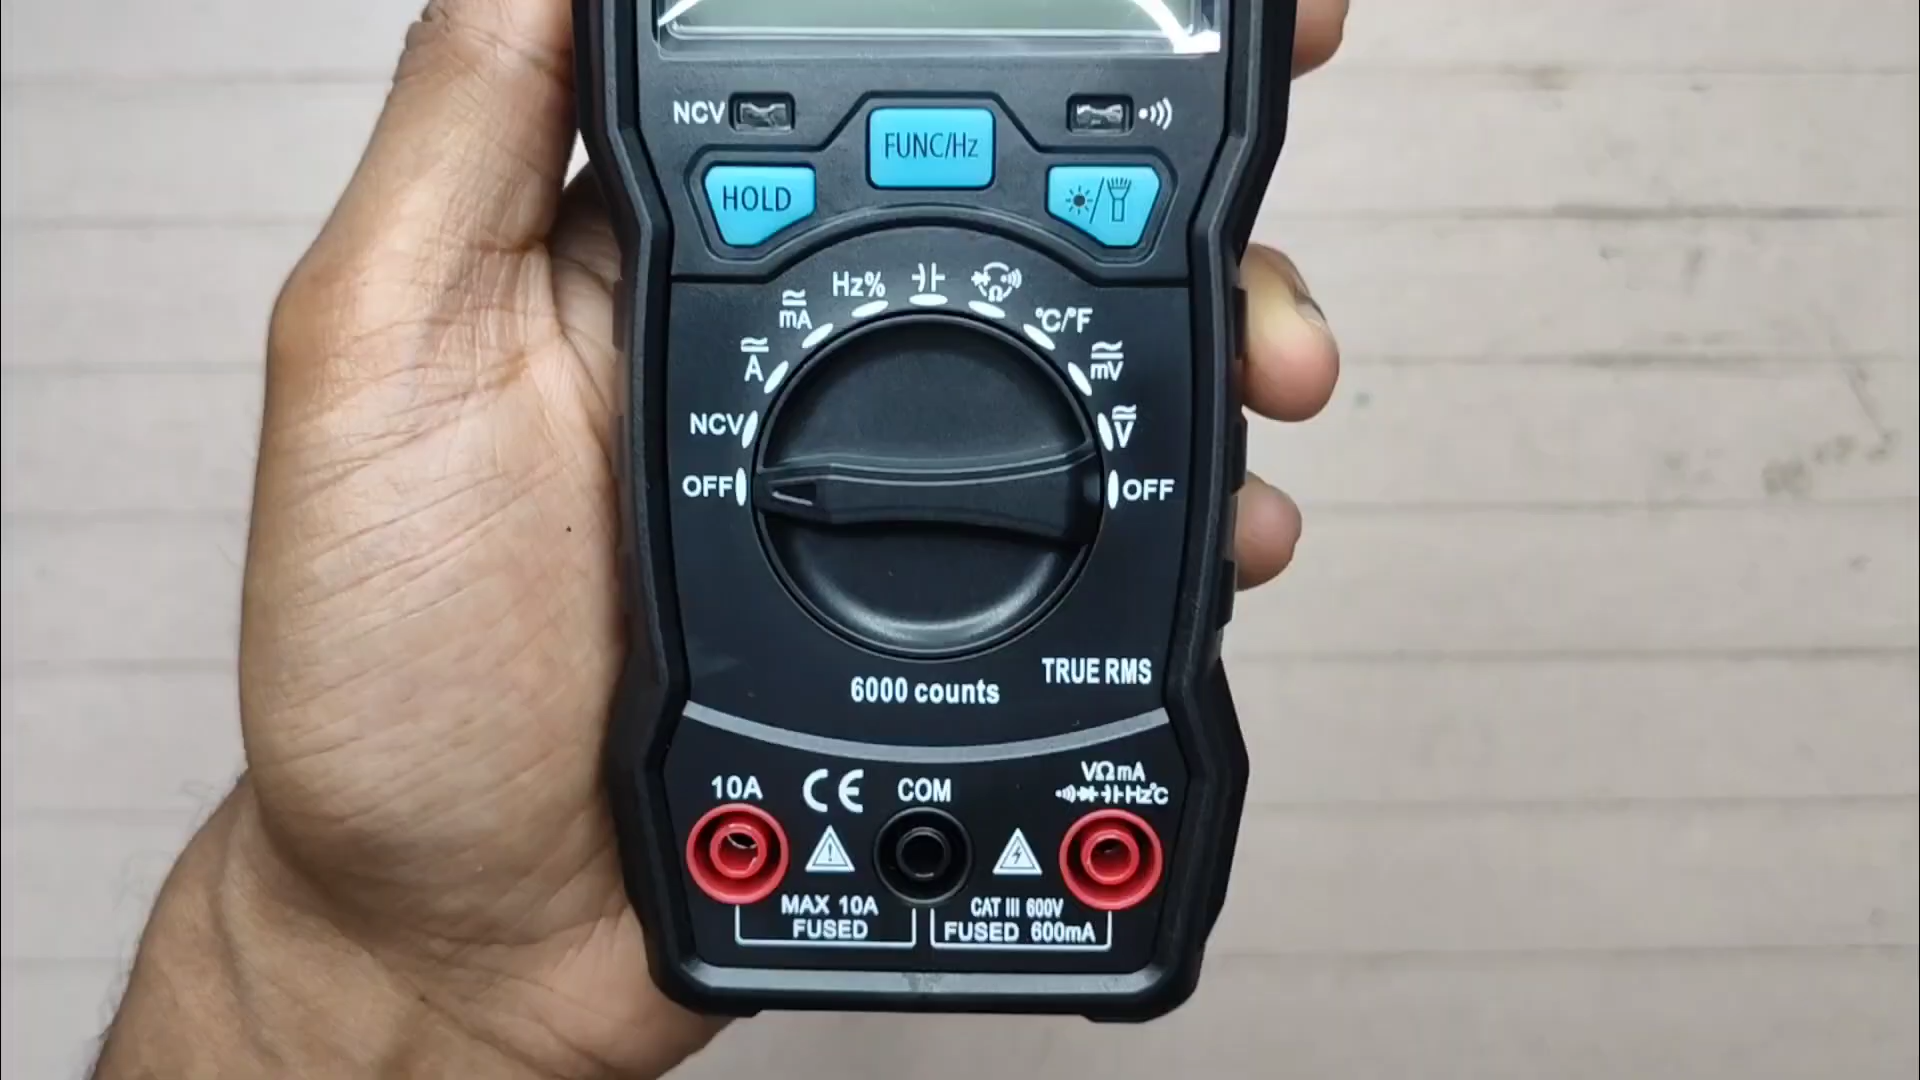 NCV
FUNC/Hz
HOLD
Hz%
mA
°C/°F
A
mV
NCV
V
OFF
OFF
TRUE RMS
6000 counts
VΩmA
10A
CE
COM
Hz°C
MAX 10A
FUSED
CAT III 600V
FUSED 600mA